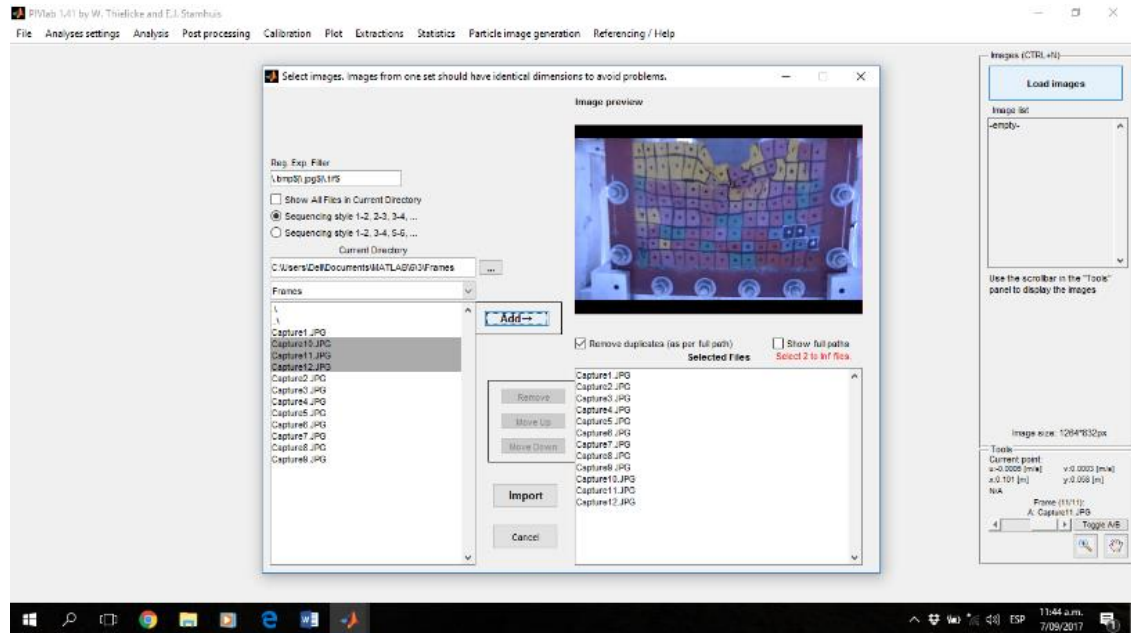 PIVlab 1.41 by W. Thielicke and E.J. Stamhuis
File Analyses settings Analysis Post processing Calibration Plot Extractions Statistics Particle image generation Referencing / Help
Select images. Images from one set should have identical dimensions to avoid problems.
Image preview
Reg. Exp. Filter
Show All Files in Current Directory
Sequencing style 1-2, 2-3, 3-4, ...
Sequencing style 1-2, 3-4, 5-6, ...
Current Directory
C:\Users\Dell\Documents\MATLAB\6\3\Frames
...
Frames
.\
..\
Capture1.JPG
Capture10.JPG
Capture11.JPG
Capture12.JPG
Capture2.JPG
Capture3.JPG
Capture4.JPG
Capture5.JPG
Capture6.JPG
Capture7.JPG
Capture8.JPG
Capture9.JPG
Add→
Remove
Move Up
Move Down
Import
Cancel
Remove duplicates (as per full path)
Show full paths
Selected Files
Select 2 to Inf files.
Capture1.JPG
Capture2.JPG
Capture3.JPG
Capture4.JPG
Capture5.JPG
Capture6.JPG
Capture7.JPG
Capture8.JPG
Capture9.JPG
Capture10.JPG
Capture11.JPG
Capture12.JPG
Images (CTRL+N)
Load images
Image list
-empty-
Use the scrollbar in the "Tools"
panel to display the images
Image size: 1264*832px
Tools
Current point:
u:-0.0006 [m/s] v:0.0003 [m/s]
x:0.101 [m] y:0.058 [m]
N/A
Frame (11/11):
A: Capture11.JPG
Toggle A/B
ESP
11:44 a.m.
7/09/2017